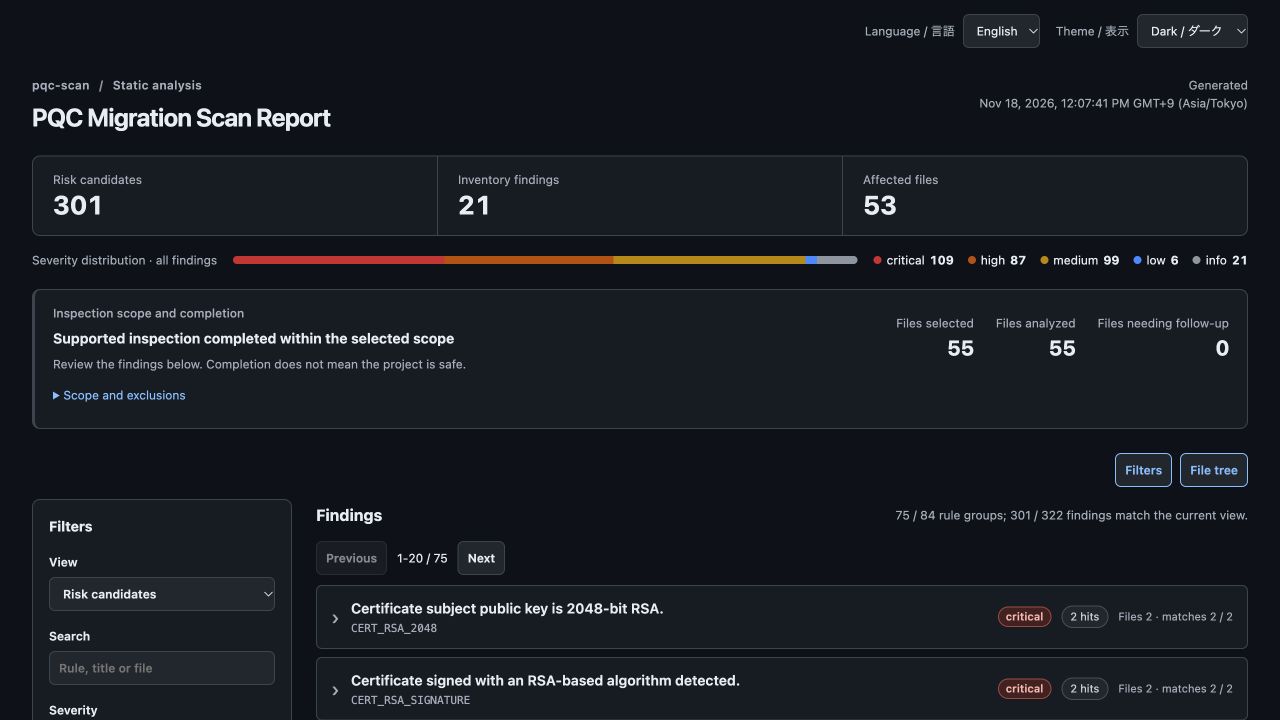 Language / 言語 English Theme / 表示 Dark / ダーク
pqc-scan / Static analysis
PQC Migration Scan Report
Generated
Nov 18, 2026, 12:07:41 PM GMT+9 (Asia/Tokyo)
Risk candidates
301
Inventory findings
21
Affected files
53
Severity distribution · all findings critical 109 high 87 medium 99 low 6 info 21
Inspection scope and completion
Supported inspection completed within the selected scope
Review the findings below. Completion does not mean the project is safe.
Scope and exclusions
Files selected
55
Files analyzed
55
Files needing follow-up
0
Filters File tree
Filters
View
Risk candidates
Search
Rule, title or file
Severity
Findings
75 / 84 rule groups; 301 / 322 findings match the current view.
Previous 1-20 / 75 Next
Certificate subject public key is 2048-bit RSA.
CERT_RSA_2048
critical 2 hits Files 2 · matches 2 / 2
Certificate signed with an RSA-based algorithm detected.
CERT_RSA_SIGNATURE
critical 2 hits Files 2 · matches 2 / 2